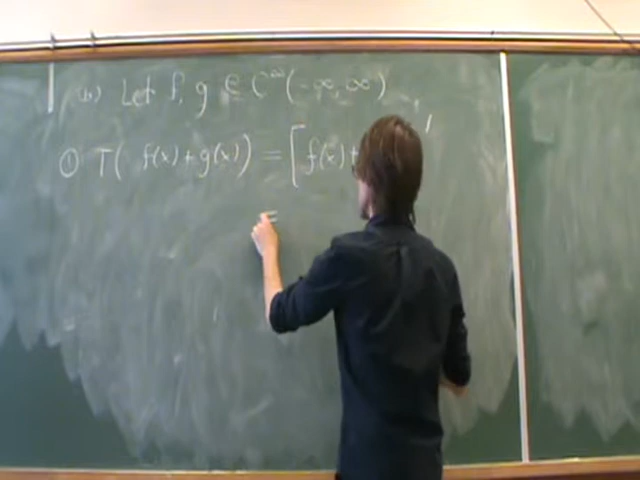 Let f, g ∈ C^∞(-∞, ∞)
① T( f(x) + g(x) ) = [ f(x) + '
=